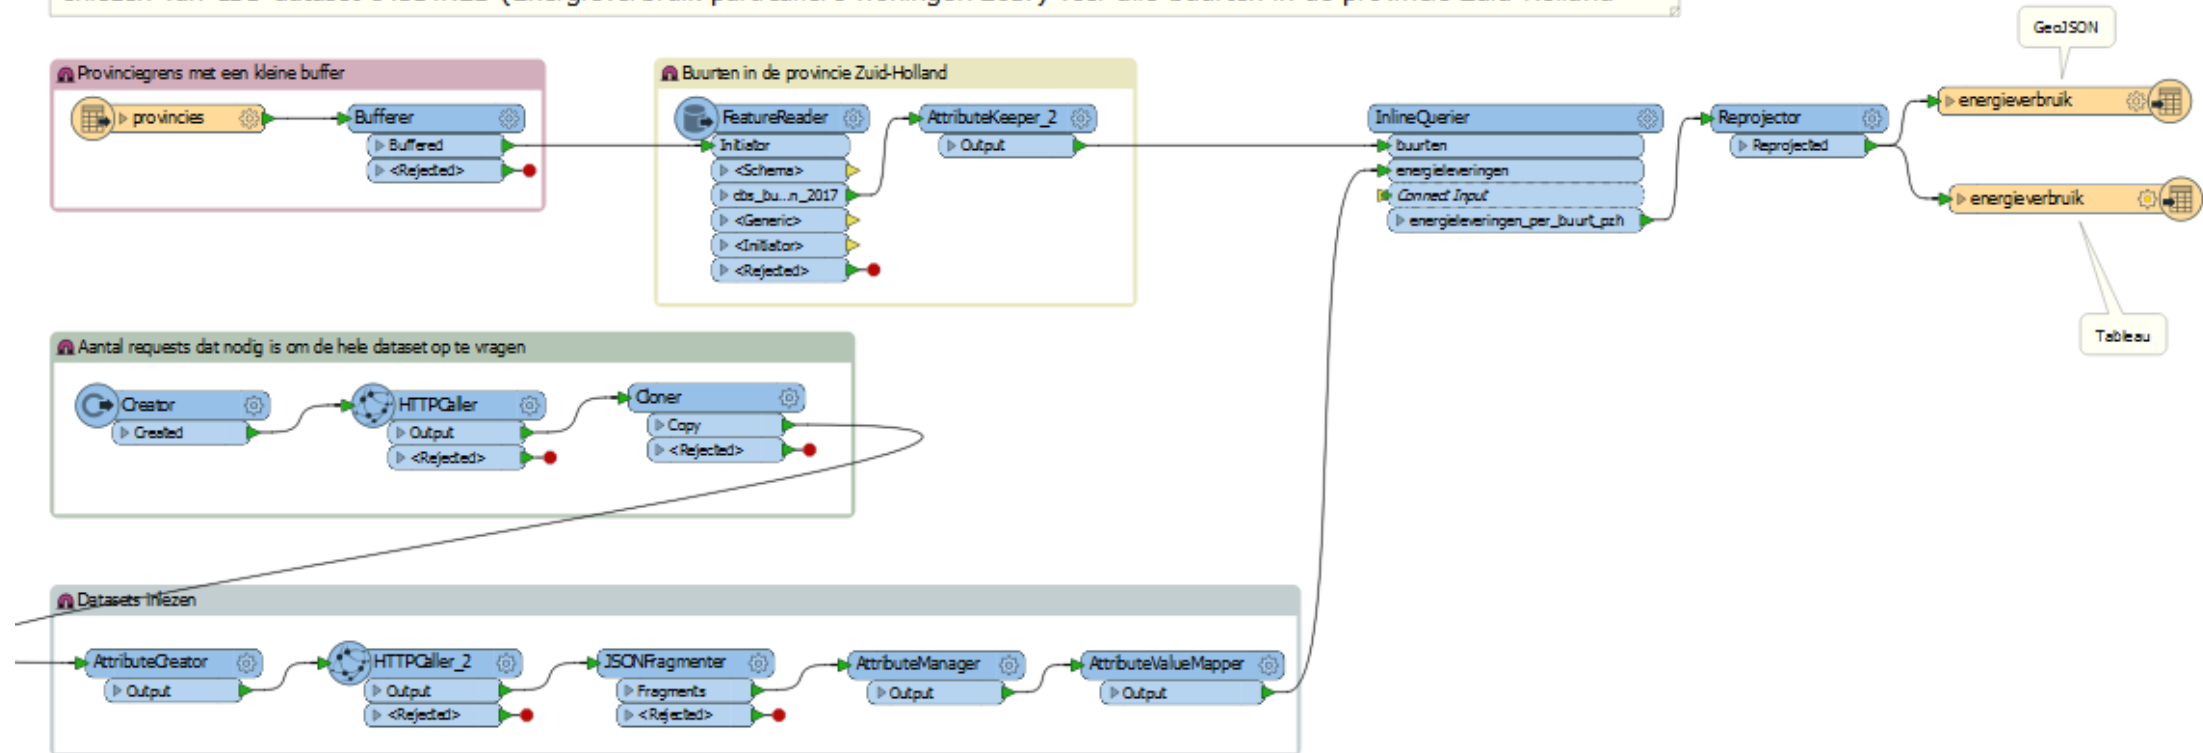 GeoJSON
Provinciegrens met een kleine buffer
provincies
Bufferer
Buffered
<Rejected>
Buurten in de provincie Zuid-Holland
FeatureReader
Initiator
<Schema>
cbs_bu...n_2017
<Generic>
<Initiator>
<Rejected>
AttributeKeeper_2
Output
InlineQuerier
buurten
energieleveringen
Connect Input
energieleveringen_per_buurt_pzh
Reprojector
Reprojected
energieverbruik
energieverbruik
Tableau
Aantal requests dat nodig is om de hele dataset op te vragen
Creator
Created
HTTPCaller
Output
<Rejected>
Cloner
Copy
<Rejected>
Datasets inlezen
AttributeCreator
Output
HTTPCaller_2
Output
<Rejected>
JSONFragmenter
Fragments
<Rejected>
AttributeManager
Output
AttributeValueMapper
Output